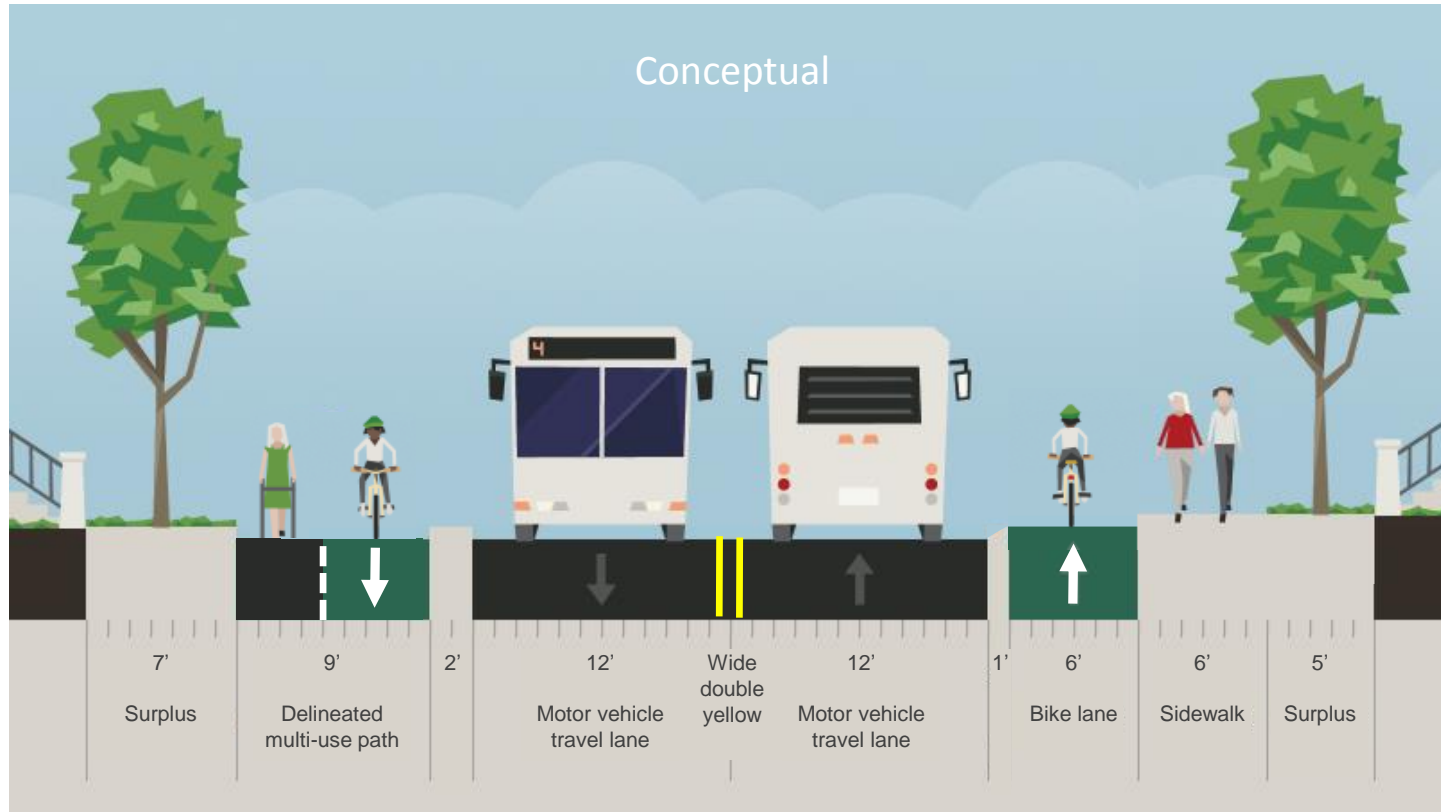 Conceptual
4
7’
9’
2’
12’
Wide
double
yellow
12’
1’
6’
6’
5’
Surplus
Delineated
multi-use path
Motor vehicle
travel lane
Motor vehicle
travel lane
Bike lane
Sidewalk
Surplus